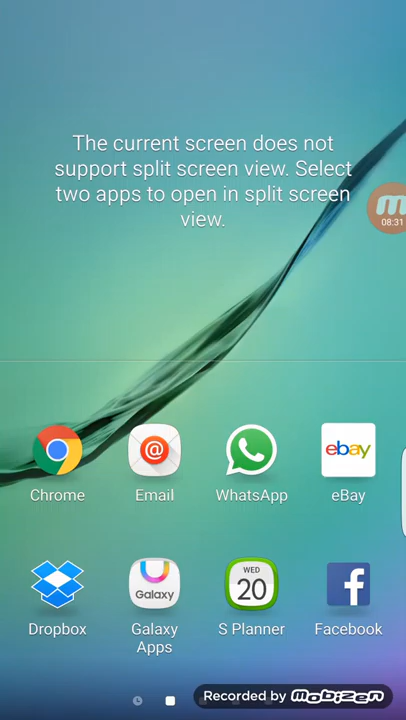 The current screen does not
support split screen view. Select
two apps to open in split screen
view.
08:31
ebay
Chrome
Email
WhatsApp
eBay
WED
20
Galaxy
Dropbox
Galaxy
Apps
S Planner
Facebook
Recorded by Mobizen